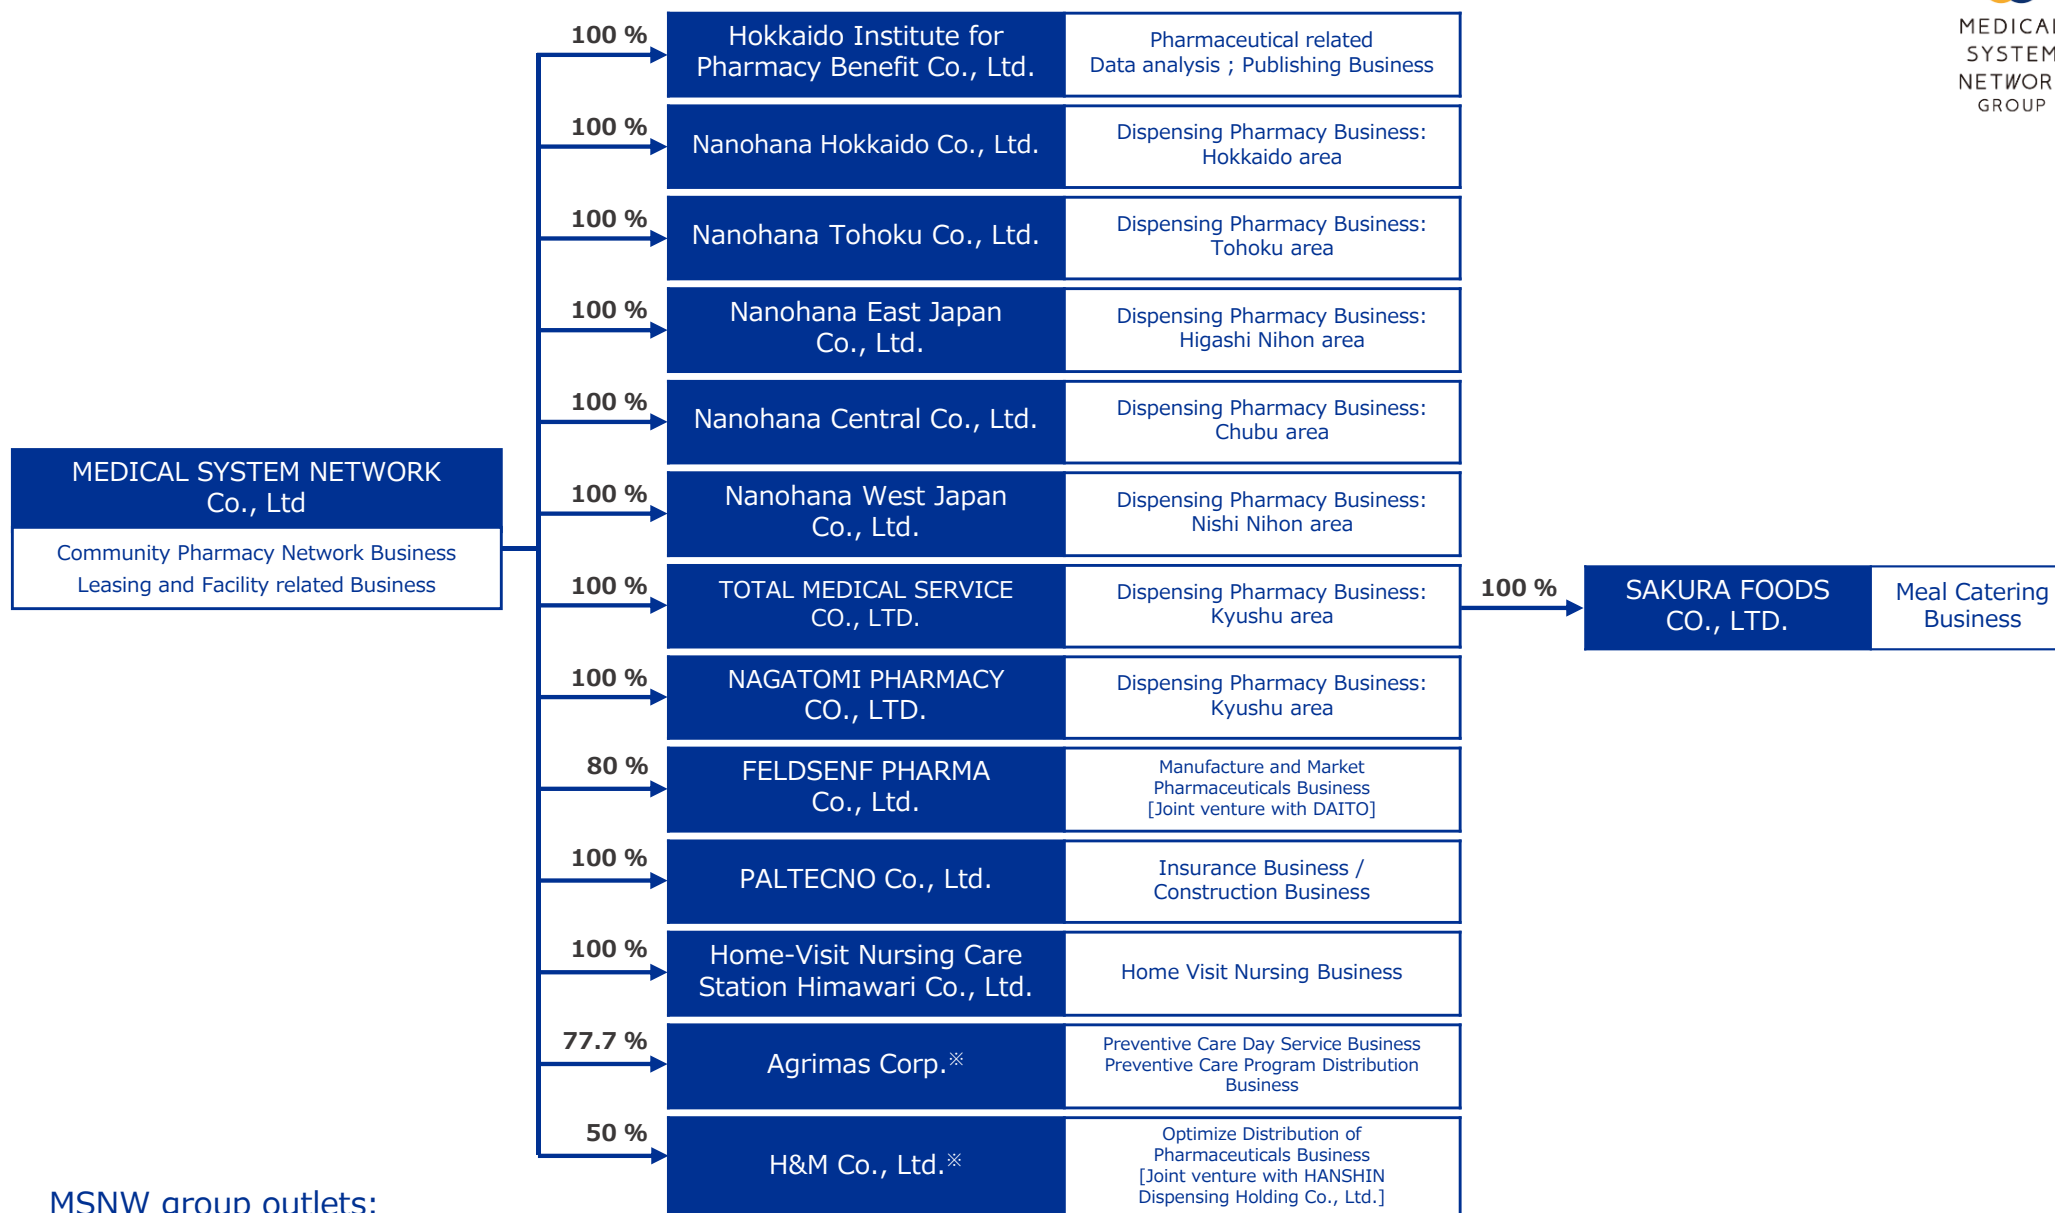 MEDICAL
SYSTEM
NETWORK
GROUP
MEDICAL SYSTEM NETWORK
Co., Ltd
Community Pharmacy Network Business
Leasing and Facility related Business
100 %
Hokkaido Institute for
Pharmacy Benefit Co., Ltd.
Pharmaceutical related
Data analysis ; Publishing Business
100 %
Nanohana Hokkaido Co., Ltd.
Dispensing Pharmacy Business:
Hokkaido area
100 %
Nanohana Tohoku Co., Ltd.
Dispensing Pharmacy Business:
Tohoku area
100 %
Nanohana East Japan
Co., Ltd.
Dispensing Pharmacy Business:
Higashi Nihon area
100 %
Nanohana Central Co., Ltd.
Dispensing Pharmacy Business:
Chubu area
100 %
Nanohana West Japan
Co., Ltd.
Dispensing Pharmacy Business:
Nishi Nihon area
100 %
TOTAL MEDICAL SERVICE
CO., LTD.
Dispensing Pharmacy Business:
Kyushu area
100 %
SAKURA FOODS
CO., LTD.
Meal Catering
Business
100 %
NAGATOMI PHARMACY
CO., LTD.
Dispensing Pharmacy Business:
Kyushu area
80 %
FELDSENF PHARMA
Co., Ltd.
Manufacture and Market
Pharmaceuticals Business
[Joint venture with DAITO]
100 %
PALTECNO Co., Ltd.
Insurance Business /
Construction Business
100 %
Home-Visit Nursing Care
Station Himawari Co., Ltd.
Home Visit Nursing Business
77.7 %
Agrimas Corp.※
Preventive Care Day Service Business
Preventive Care Program Distribution
Business
50 %
H&M Co., Ltd.※
Optimize Distribution of
Pharmaceuticals Business
[Joint venture with HANSHIN
Dispensing Holding Co., Ltd.]
MSNW group outlets: